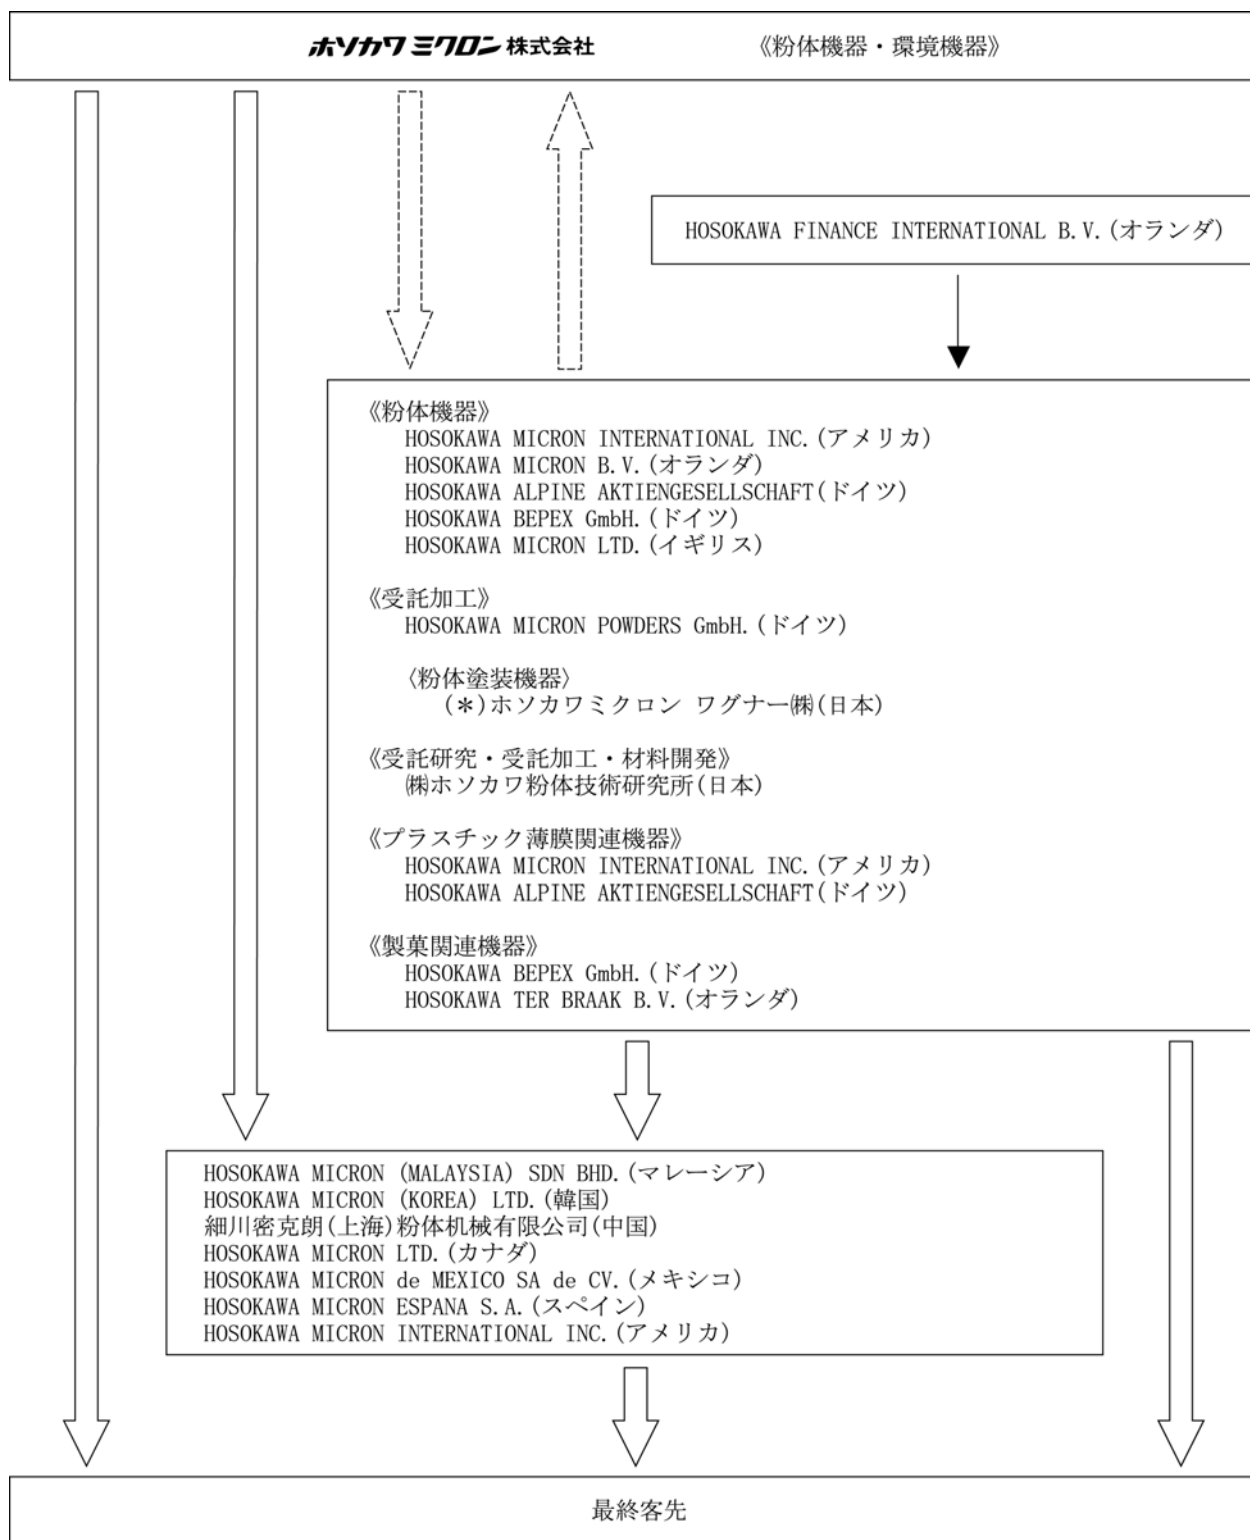 ホソカワミクロン株式会社 《粉体機器・環境機器》
HOSOKAWA FINANCE INTERNATIONAL B.V.(オランダ)
《粉体機器》
HOSOKAWA MICRON INTERNATIONAL INC.(アメリカ)
HOSOKAWA MICRON B.V.(オランダ)
HOSOKAWA ALPINE AKTIENGESELLSCHAFT(ドイツ)
HOSOKAWA BEPEX GmbH.(ドイツ)
HOSOKAWA MICRON LTD.(イギリス)
《受託加工》
HOSOKAWA MICRON POWDERS GmbH.(ドイツ)
〈粉体塗装機器〉
(＊)ホソカワミクロン ワグナー㈱(日本)
《受託研究・受託加工・材料開発》
㈱ホソカワ粉体技術研究所(日本)
《プラスチック薄膜関連機器》
HOSOKAWA MICRON INTERNATIONAL INC.(アメリカ)
HOSOKAWA ALPINE AKTIENGESELLSCHAFT(ドイツ)
《製菓関連機器》
HOSOKAWA BEPEX GmbH.(ドイツ)
HOSOKAWA TER BRAAK B.V.(オランダ)
HOSOKAWA MICRON (MALAYSIA) SDN BHD.(マレーシア)
HOSOKAWA MICRON (KOREA) LTD.(韓国)
細川密克朗(上海)粉体机械有限公司(中国)
HOSOKAWA MICRON LTD.(カナダ)
HOSOKAWA MICRON de MEXICO SA de CV.(メキシコ)
HOSOKAWA MICRON ESPANA S.A.(スペイン)
HOSOKAWA MICRON INTERNATIONAL INC.(アメリカ)
最終客先